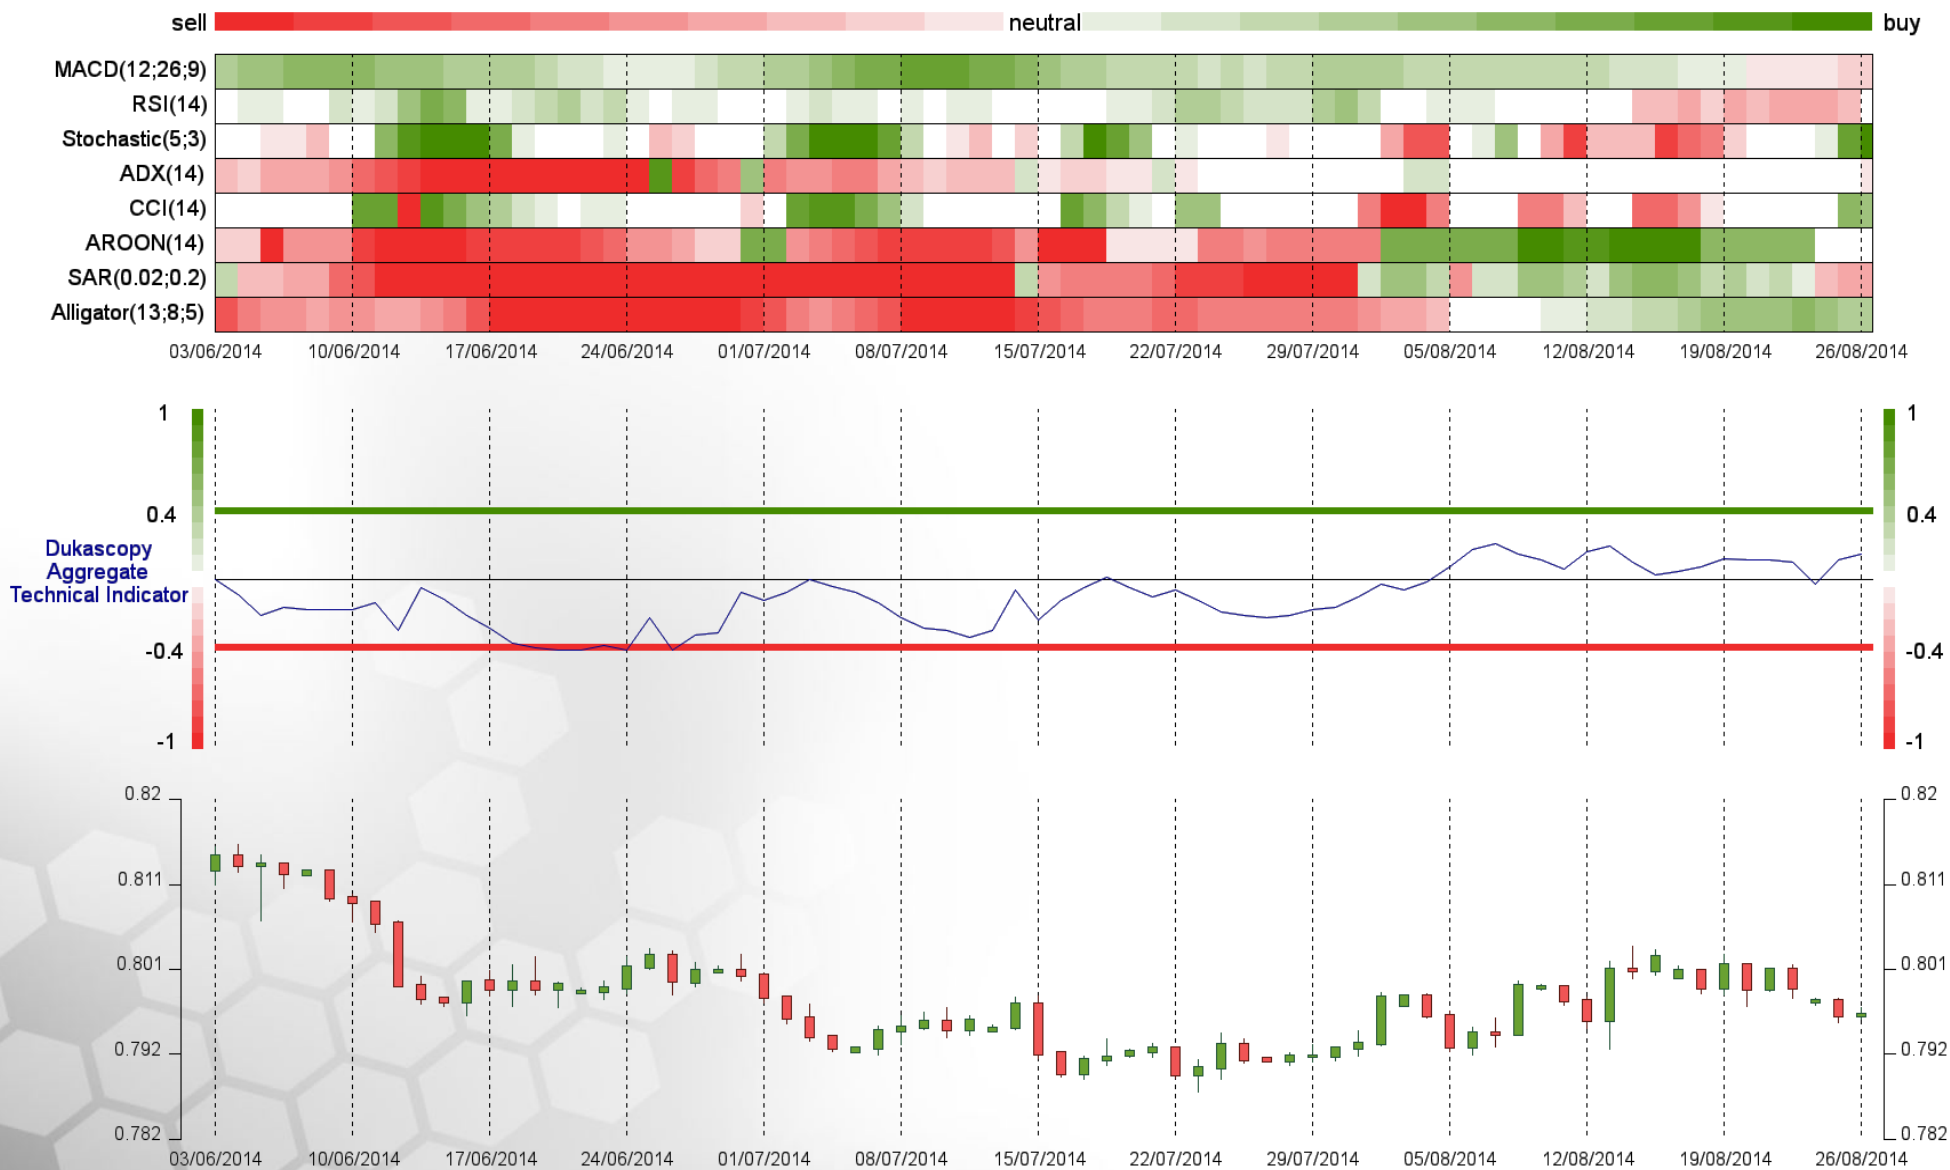 sell neutral buy
MACD(12;26;9)
RSI(14)
Stochastic(5;3)
ADX(14)
CCI(14)
AROON(14)
SAR(0.02;0.2)
Alligator(13;8;5)
03/06/2014 10/06/2014 17/06/2014 24/06/2014 01/07/2014 08/07/2014 15/07/2014 22/07/2014 29/07/2014 05/08/2014 12/08/2014 19/08/2014 26/08/2014
1 1
0.4 0.4
Dukascopy
Aggregate
Technical Indicator
-0.4 -0.4
-1 -1
0.82 0.82
0.811 0.811
0.801 0.801
0.792 0.792
0.782 0.782
03/06/2014 10/06/2014 17/06/2014 24/06/2014 01/07/2014 08/07/2014 15/07/2014 22/07/2014 29/07/2014 05/08/2014 12/08/2014 19/08/2014 26/08/2014